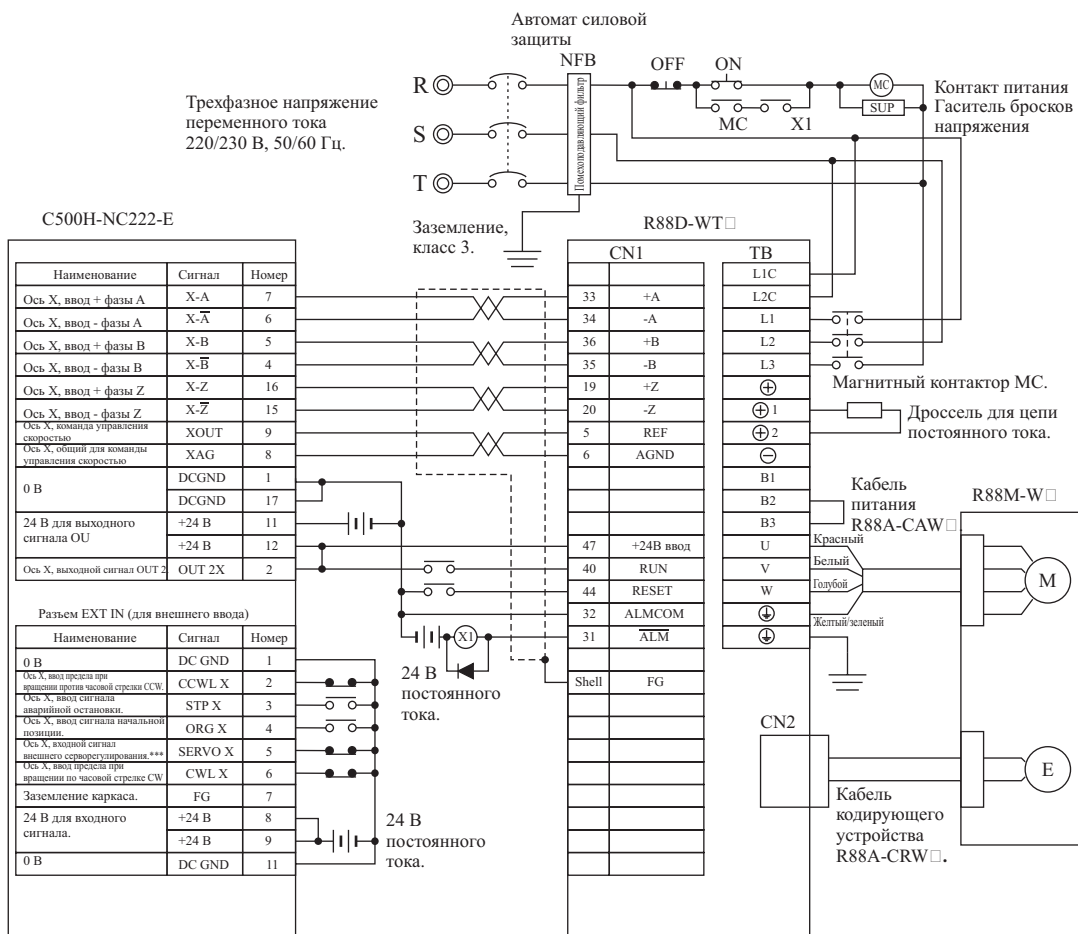 Автомат силовой
защиты
NFB
OFF
ON
R
S
T
Трехфазное напряжение
переменного тока
220/230 В, 50/60 Гц.
Помехоподавляющий фильтр
MC
X1
MC
SUP
Контакт питания
Гаситель бросков
напряжения
Заземление,
класс 3.
C500H-NC222-E
Наименование Сигнал Номер
Ось X, ввод + фазы A X-A 7
Ось X, ввод - фазы A X-A̅ 6
Ось X, ввод + фазы B X-B 5
Ось X, ввод - фазы B X-B̅ 4
Ось X, ввод + фазы Z X-Z 16
Ось X, ввод - фазы Z X-Z̅ 15
Ось X, команда управления
скоростью XOUT 9
Ось X, общий для команды
управления скоростью XAG 8
0 В DCGND 1
DCGND 17
24 В для выходного
сигнала OU +24 В 11
+24 В 12
Ось X, выходной сигнал OUT 2 OUT 2X 2
Разъем EXT IN (для внешнего ввода)
Наименование Сигнал Номер
0 В DC GND 1
Ось X, ввод предела при
вращении против часовой стрелки CCW. CCWL X 2
Ось X, ввод сигнала
аварийной остановки. STP X 3
Ось X, ввод сигнала начальной
позиции. ORG X 4
Ось X, входной сигнал
внешнего серворегулирования.*** SERVO X 5
Ось X, ввод предела при
вращении по часовой стрелке CW CWL X 6
Заземление каркаса. FG 7
24 В для входного
сигнала. +24 В 8
+24 В 9
0 В DC GND 11
24 В
постоянного
тока.
X1
24 В
постоянного
тока.
R88D-WT□
CN1
33 +A
34 -A
36 +B
35 -B
19 +Z
20 -Z
5 REF
6 AGND
47 +24В ввод
40 RUN
44 RESET
32 ALMCOM
31 A̅L̅M̅
Shell FG
TB
L1C
L2C
L1
L2
L3
⊕
⊕ 1
⊕ 2
⊖
B1
B2
B3
U
V
W
Магнитный контактор MC.
Дроссель для цепи
постоянного тока.
Кабель
питания
R88A-CAW□.
Красный
Белый
Голубой
Желтый/зеленый
R88M-W□
M
E
CN2
Кабель
кодирующего
устройства
R88A-CRW□.